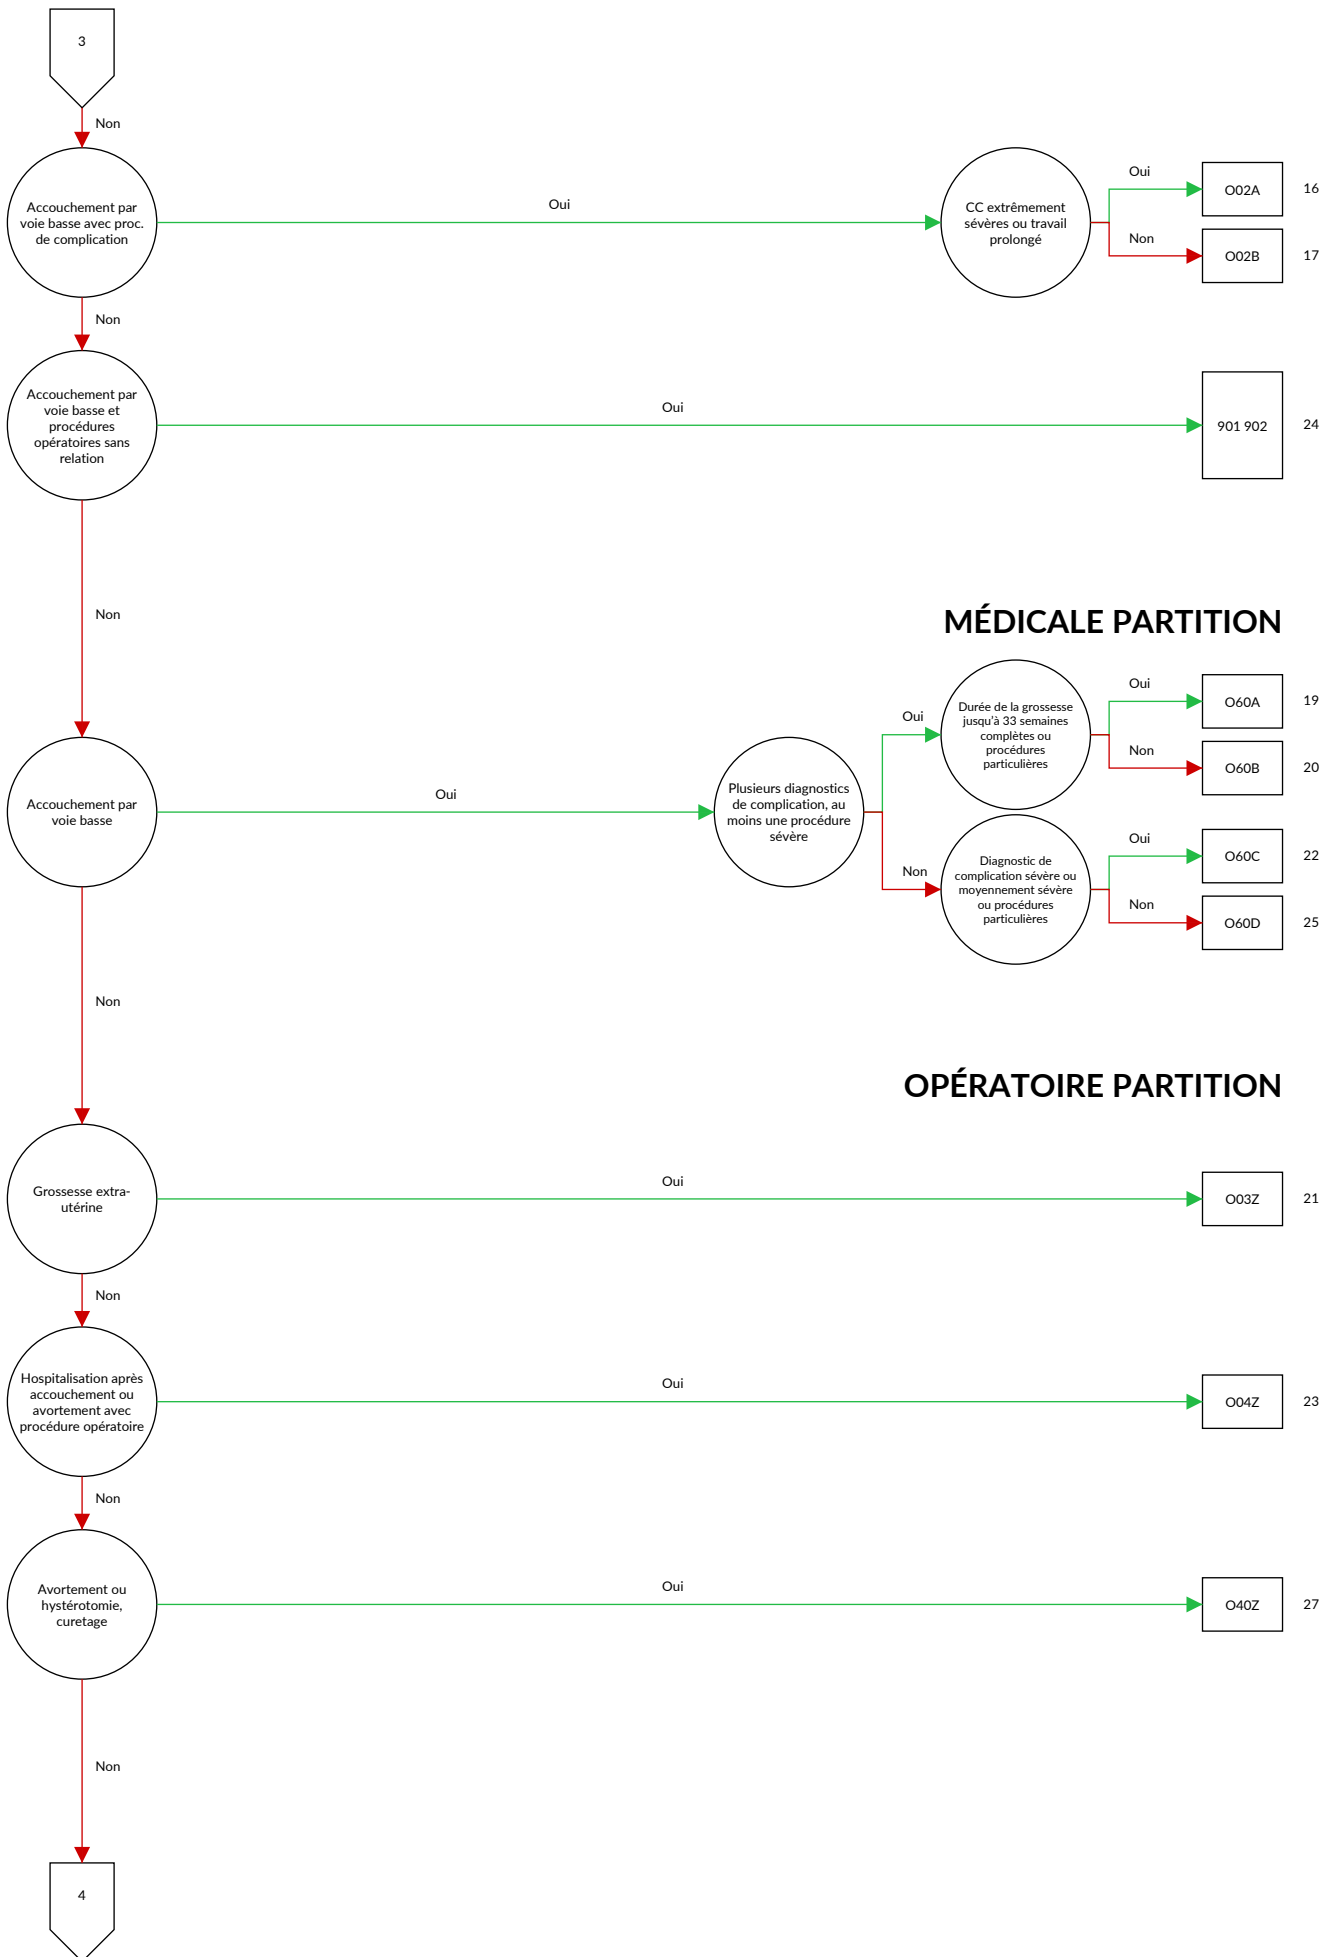 3
Non
Accouchement par
voie basse avec proc.
de complication
Oui
CC extrêmement
sévères ou travail
prolongé
Oui
O02A
16
Non
O02B
17
Non
Accouchement par
voie basse et
procédures
opératoires sans
relation
Oui
901 902
24
Non
MÉDICALE PARTITION
Accouchement par
voie basse
Oui
Plusieurs diagnostics
de complication, au
moins une procédure
sévère
Oui
Durée de la grossesse
jusqu'à 33 semaines
complètes ou
procédures
particulières
Oui
O60A
19
Non
O60B
20
Non
Diagnostic de
complication sévère ou
moyennement sévère
ou procédures
particulières
Oui
O60C
22
Non
O60D
25
Non
OPÉRATOIRE PARTITION
Grossesse extra-
utérine
Oui
O03Z
21
Non
Hospitalisation après
accouchement ou
avortement avec
procédure opératoire
Oui
O04Z
23
Non
Avortement ou
hystérotomie,
curetage
Oui
O40Z
27
Non
4